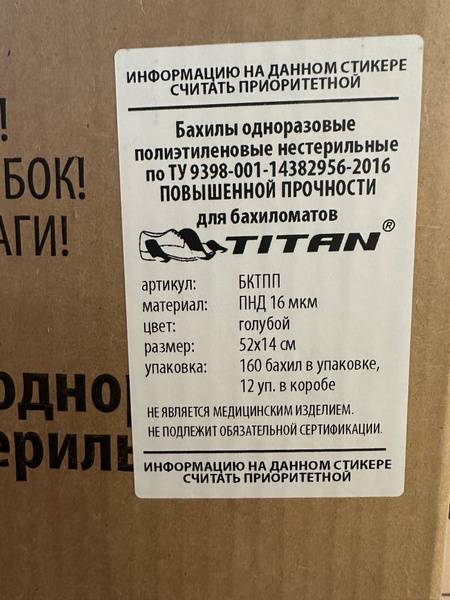 ИНФОРМАЦИЮ НА ДАННОМ СТИКЕРЕ
СЧИТАТЬ ПРИОРИТЕТНОЙ
Бахилы одноразовые
полиэтиленовые нестерильные
по ТУ 9398-001-14382956-2016
ПОВЫШЕННОЙ ПРОЧНОСТИ
для бахиломатов
TITAN®
артикул: БКТПП
материал: ПНД 16 мкм
цвет: голубой
размер: 52х14 см
упаковка: 160 бахил в упаковке,
12 уп. в коробе
НЕ ЯВЛЯЕТСЯ МЕДИЦИНСКИМ ИЗДЕЛИЕМ.
НЕ ПОДЛЕЖИТ ОБЯЗАТЕЛЬНОЙ СЕРТИФИКАЦИИ.
ИНФОРМАЦИЮ НА ДАННОМ СТИКЕРЕ
СЧИТАТЬ ПРИОРИТЕТНОЙ
!
БОК!
АГИ!
одно
ериль